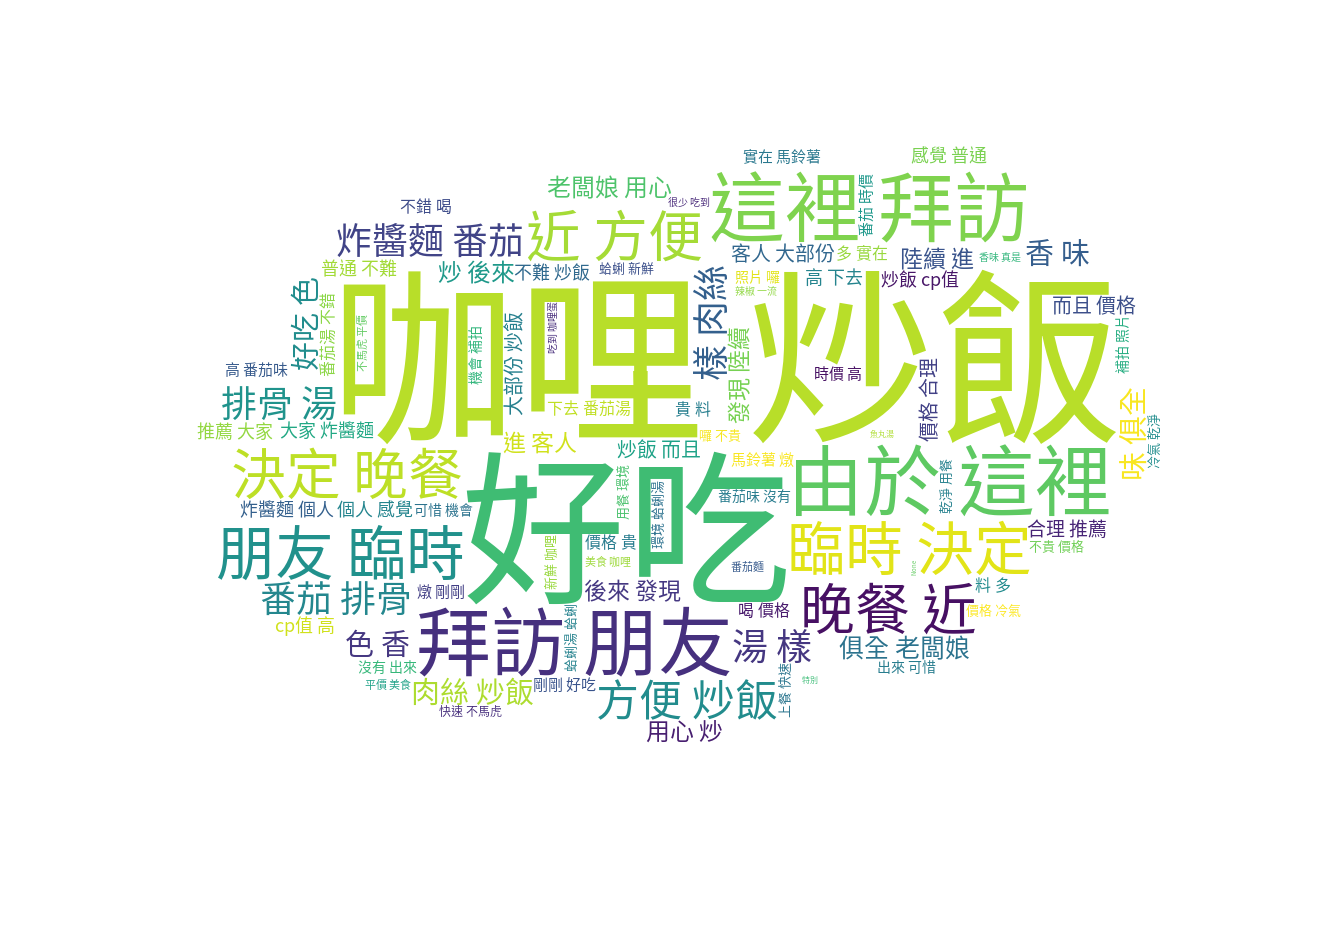 實在 馬鈴薯
感覺 普通
老闆娘 用心
很少 吃到
這裡 拜訪
番茄 時價
不錯 喝
炸醬麵 番茄
近 方便
客人 大部份
多 實在
陸續 進
香味 真是
香 味
普通 不難
炒 後來
不難 炒飯
蛤蜊 新鮮
樣 肉絲
照片 囉
辣椒 一流
高 下去
炒飯 cp值
而且 價格
好吃 色
番茄湯 不錯
不馬虎 平價
咖哩 炒飯
機會 補拍
大部份 炒飯
吃到 咖哩蛋
發現 陸續
補拍 照片
高 番茄味
時價 高
價格 合理
排骨 湯
下去 番茄湯
貴 料
味 俱全
冷氣 乾淨
推薦 大家
大家 炸醬麵
進 客人
炒飯 而且
囉 不貴
魚丸湯
決定 晚餐
好吃
馬鈴薯 燉
由於 這裡
用餐 環境
環境 蛤蜊湯
番茄味 沒有
乾淨 用餐
炸醬麵 個人
個人 感覺
可惜 機會
朋友 臨時
新鮮 咖哩
價格 貴
美食 咖哩
番茄麵
臨時 決定
None
合理 推薦
不貴 價格
番茄 排骨
燉 剛剛
後來 發現
晚餐 近
料 多
cp值 高
喝 價格
價格 冷氣
色 香
拜訪 朋友
蛤蜊湯 蛤蜊
湯 樣
俱全 老闆娘
沒有 出來
出來 可惜
平價 美食
肉絲 炒飯
剛剛 好吃
方便 炒飯
上餐 快速
特別
快速 不馬虎
用心 炒